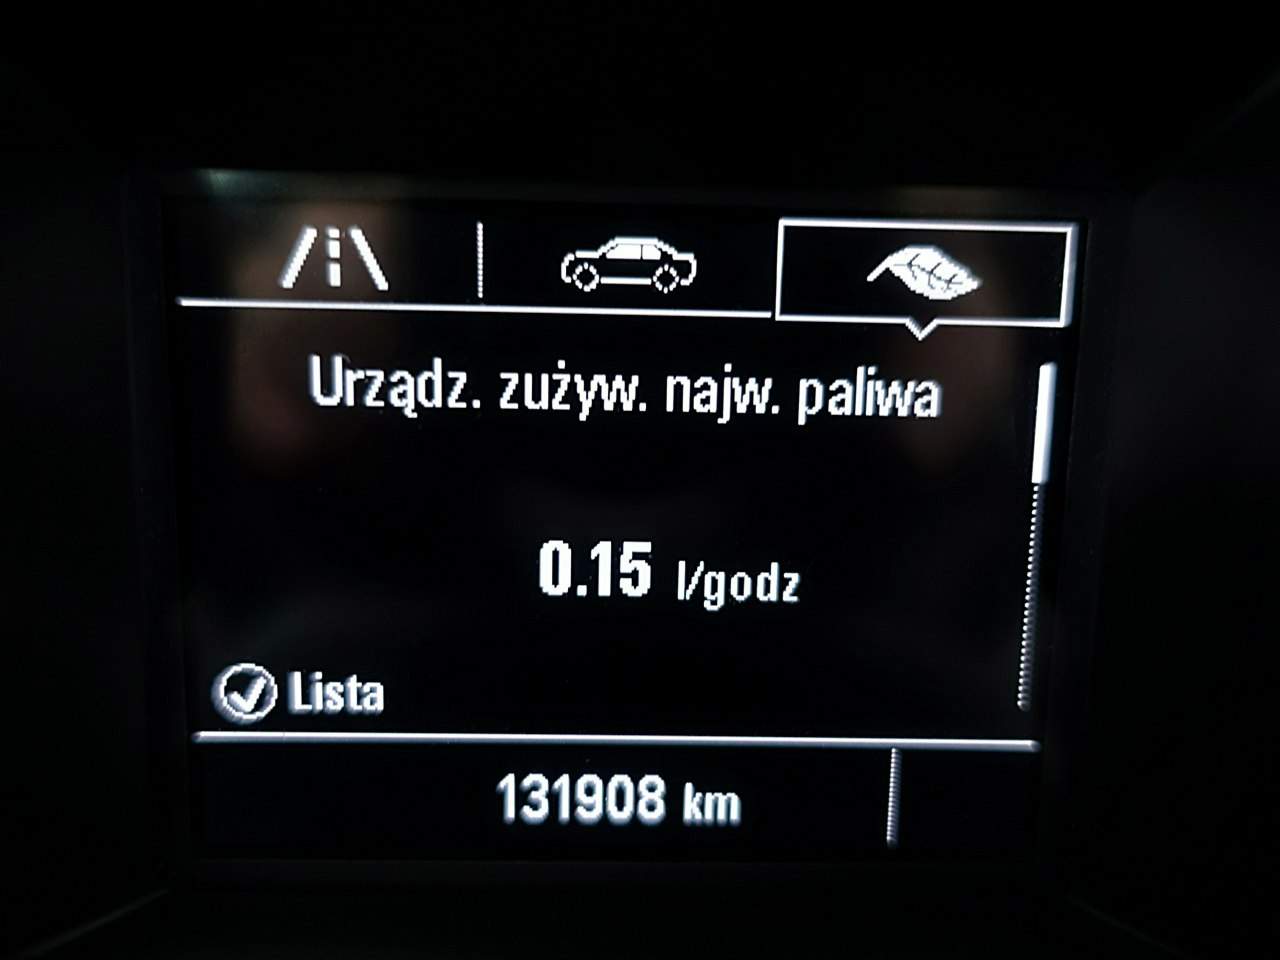 Urządz. zużyw. najw. paliwa
0.15 l/godz
Lista
131908 km